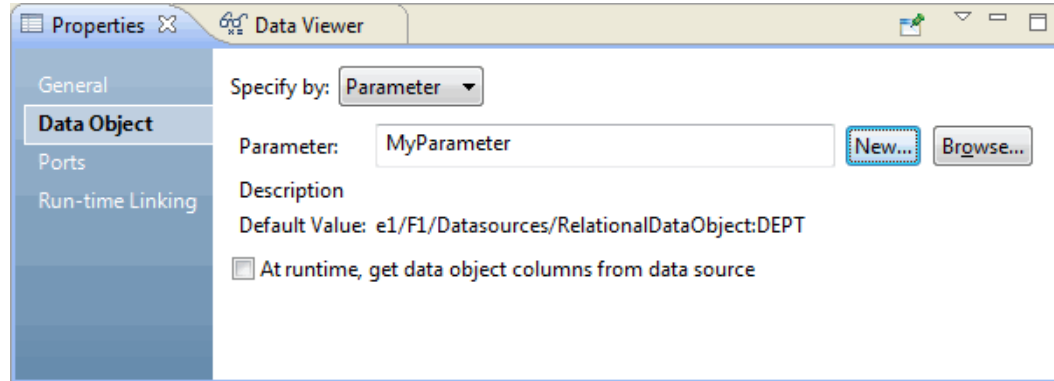 Properties Data Viewer
General
Data Object
Ports
Run-time Linking
Specify by: Parameter
Parameter: MyParameter New... Browse...
Description
Default Value: e1/F1/Datasources/RelationalDataObject:DEPT
At runtime, get data object columns from data source